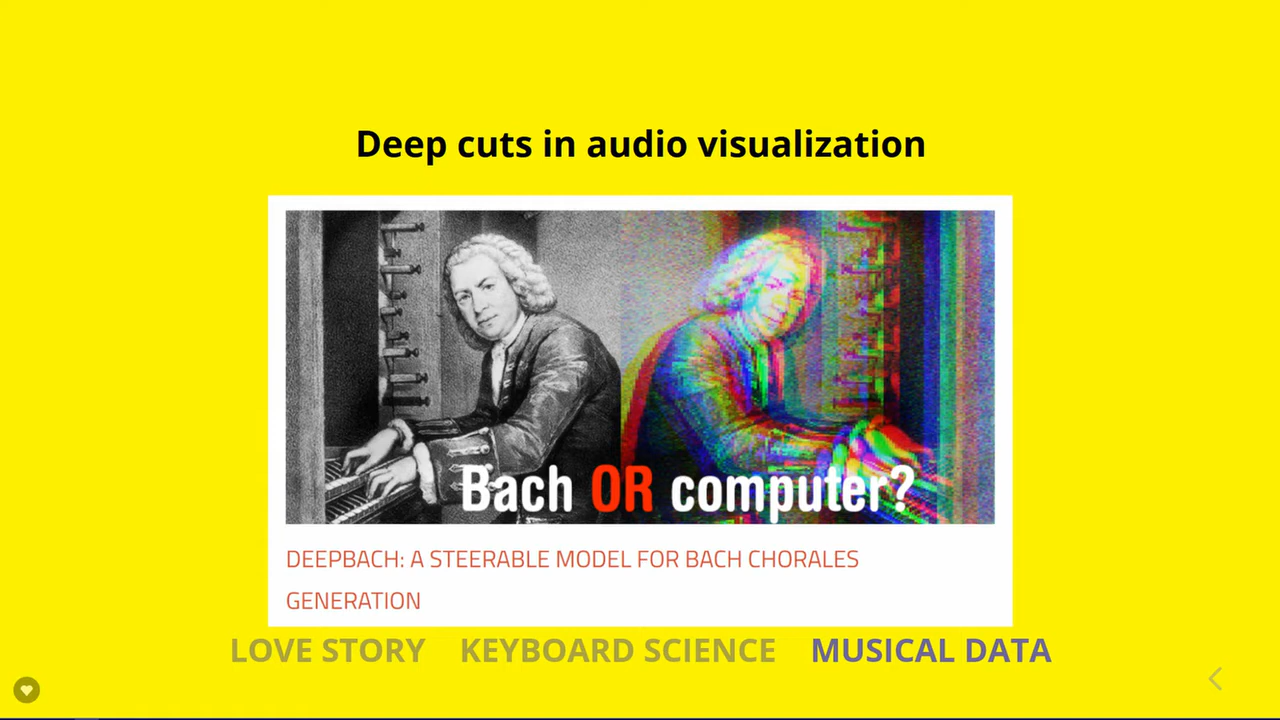 Deep cuts in audio visualization
Bach OR computer?
DEEPBACH: A STEERABLE MODEL FOR BACH CHORALES
GENERATION
LOVE STORY KEYBOARD SCIENCE MUSICAL DATA